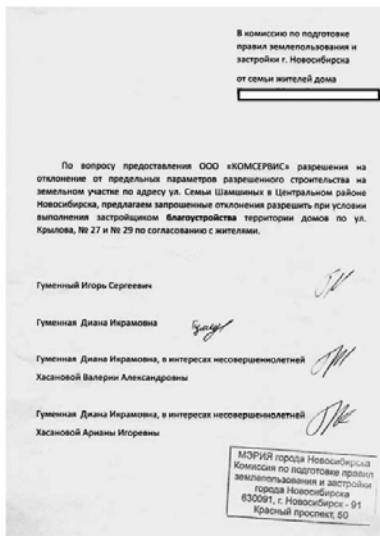 В комиссию по подготовке
правил землепользования и
застройки г. Новосибирска
от семьи жителей дома
По вопросу предоставления ООО «КОМСЕРВИС» разрешения на
отклонение от предельных параметров разрешенного строительства на
земельном участке по адресу ул. Семьи Шамшиных в Центральном районе
Новосибирска, предлагаем запрошенные отклонения разрешить при условии
выполнения застройщиком благоустройства территории домов по ул.
Крылова, № 27 и № 29 по согласованию с жителями.
Гуменный Игорь Сергеевич
Гуменная Диана Икрамовна
Гуменная Диана Икрамовна, в интересах несовершеннолетней
Хасановой Валерии Александровны
Гуменная Диана Икрамовна, в интересах несовершеннолетней
Хасановой Арианы Игоревны
МЭРИЯ города Новосибирска
Комиссия по подготовке правил
землепользования и застройки
города Новосибирска
630091, г. Новосибирск - 91
Красный проспект, 50